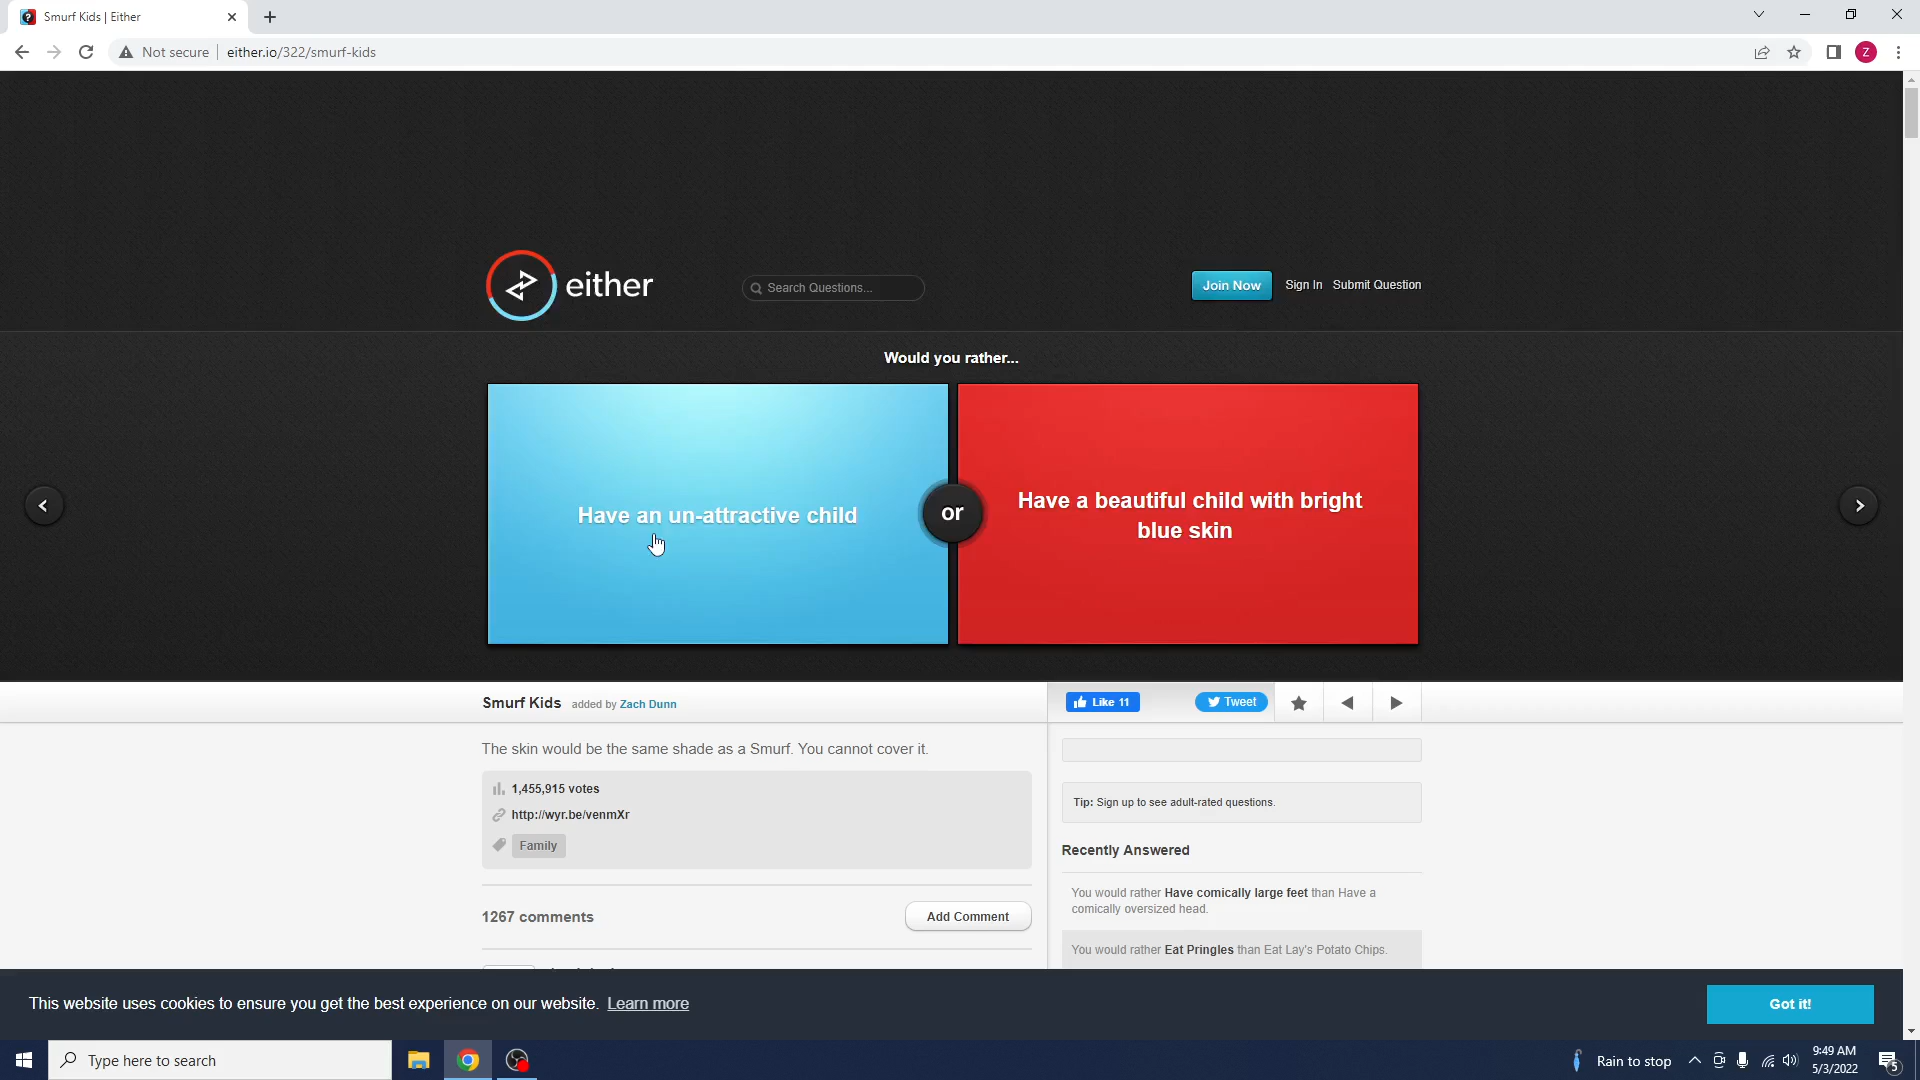 Smurf Kids | Either
Not secure
either.io/322/smurf-kids
Z
either
Search Questions...
Join Now
Sign In
Submit Question
Would you rather...
Have an un-attractive child
or
Have a beautiful child with bright
blue skin
Smurf Kids added by Zach Dunn
Like 11
Tweet
The skin would be the same shade as a Smurf. You cannot cover it.
1,455,915 votes
http://wyr.be/venmXr
Family
1267 comments
Add Comment
Tip: Sign up to see adult-rated questions.
Recently Answered
You would rather Have comically large feet than Have a
comically oversized head.
You would rather Eat Pringles than Eat Lay's Potato Chips.
This website uses cookies to ensure you get the best experience on our website. Learn more
Got it!
Type here to search
Rain to stop
9:49 AM
5/3/2022
5